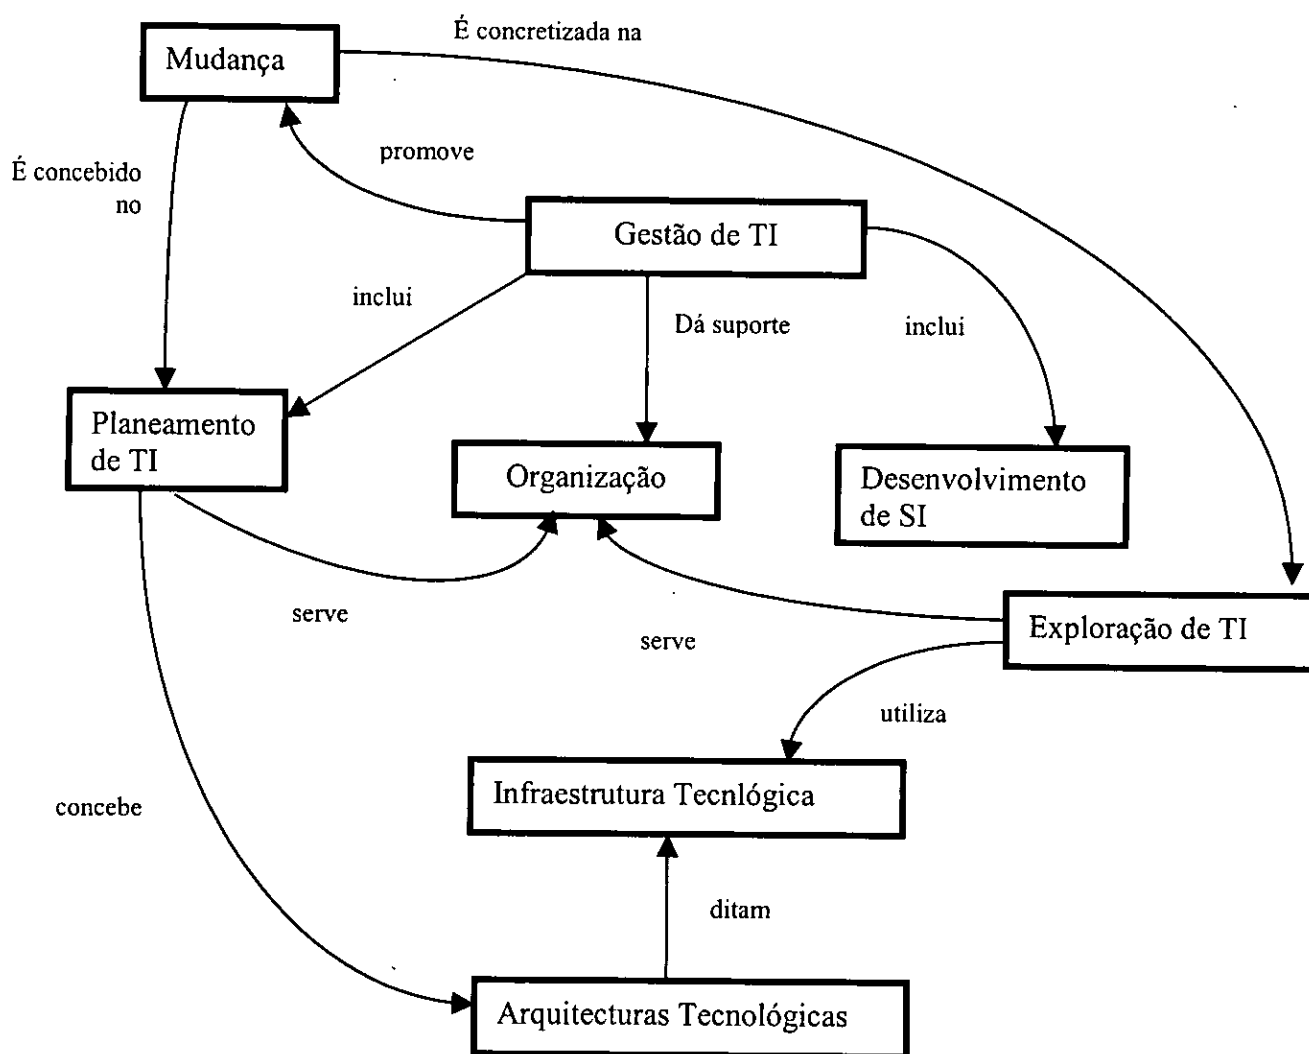 É concretizada na
Mudança
promove
É concebido
no
Gestão de TI
inclui
Dá suporte
inclui
Planeamento
de TI
Organização
Desenvolvimento
de SI
serve
serve
Exploração de TI
utiliza
Infraestrutura Tecnlógica
concebe
ditam
Arquitecturas Tecnológicas